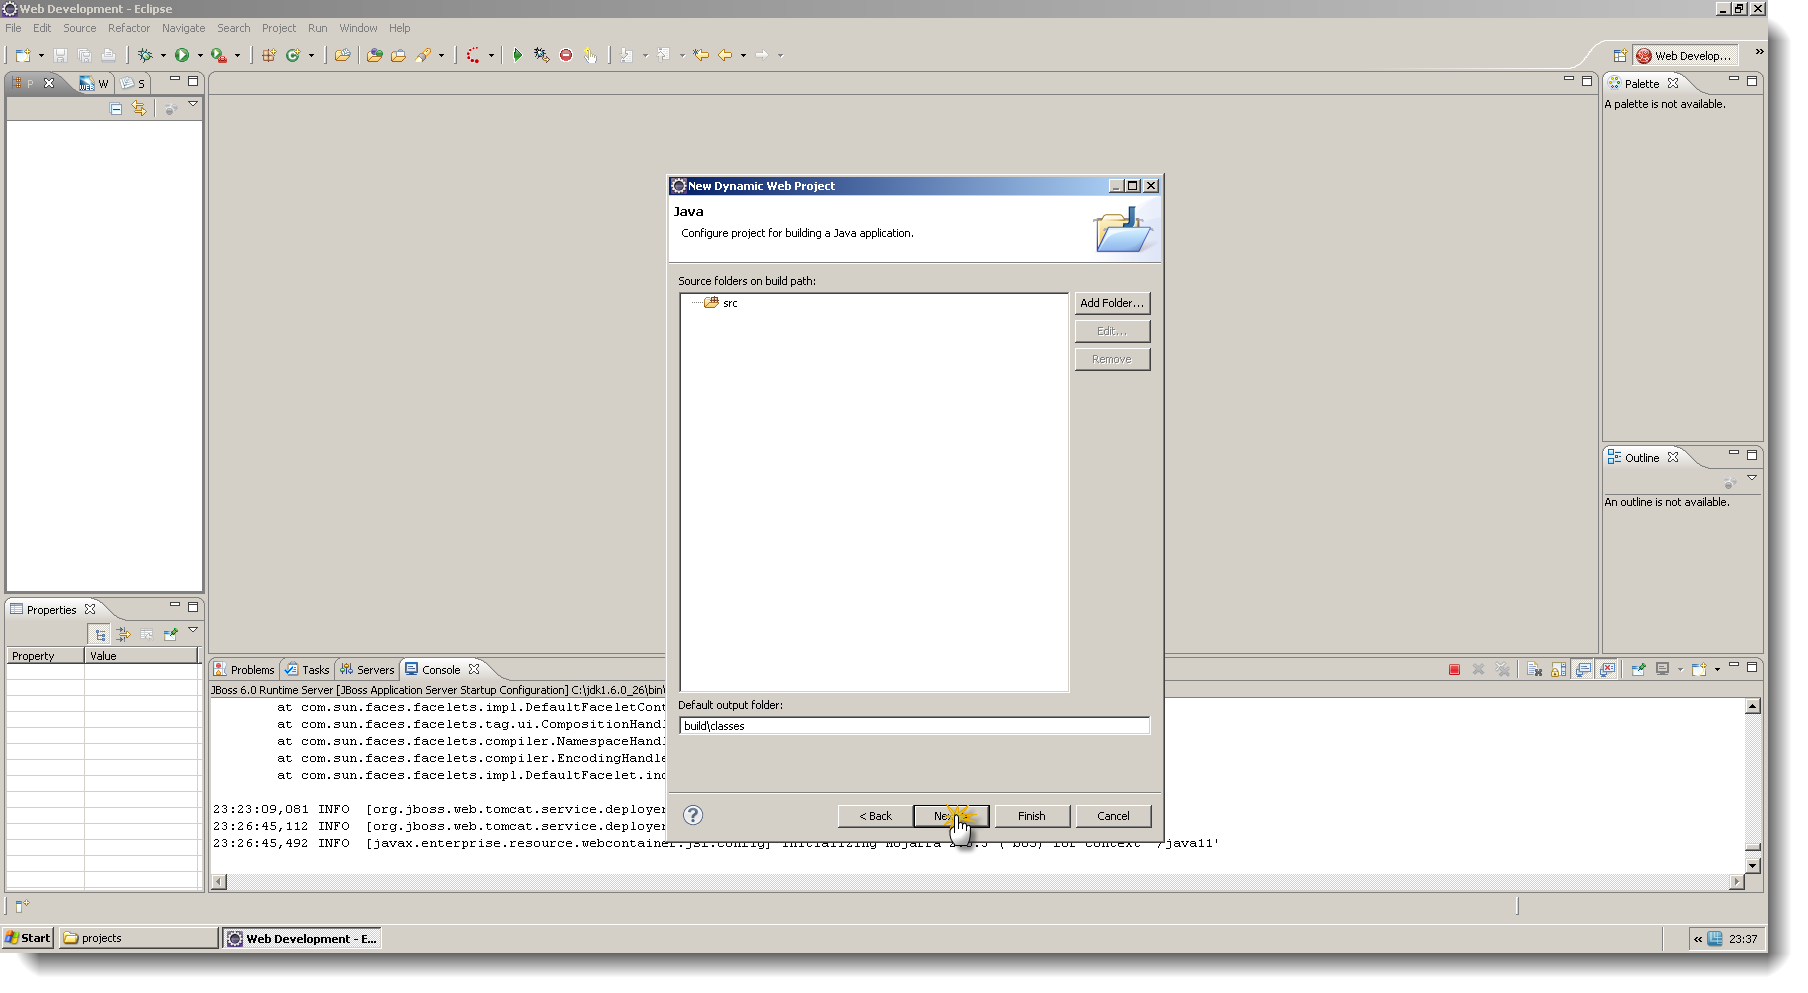 Web Development - Eclipse
File Edit Source Refactor Navigate Search Project Run Window Help
Web Develop... »
P W S
Palette
A palette is not available.
New Dynamic Web Project
Java
Configure project for building a Java application.
Source folders on build path:
src
Add Folder...
Edit...
Remove
Default output folder:
build\classes
? < Back Finish Cancel
Outline
An outline is not available.
Properties
Property Value
Problems Tasks Servers Console
JBoss 6.0 Runtime Server [JBoss Application Server Startup Configuration] C:\jdk1.6.0_26\bin\
at com.sun.faces.facelets.impl.DefaultFaceletCont
at com.sun.faces.facelets.tag.ui.CompositionHandl
at com.sun.faces.facelets.compiler.NamespaceHandl
at com.sun.faces.facelets.compiler.EncodingHandle
at com.sun.faces.facelets.impl.DefaultFacelet.inc
23:23:09,081 INFO [org.jboss.web.tomcat.service.deployer
23:26:45,112 INFO [org.jboss.web.tomcat.service.deployer
23:26:45,492 INFO [javax.enterprise.resource.webcontainer.jsf.config] Initializing Mojarra for context '/java11'
Start projects Web Development - E... « 23:37